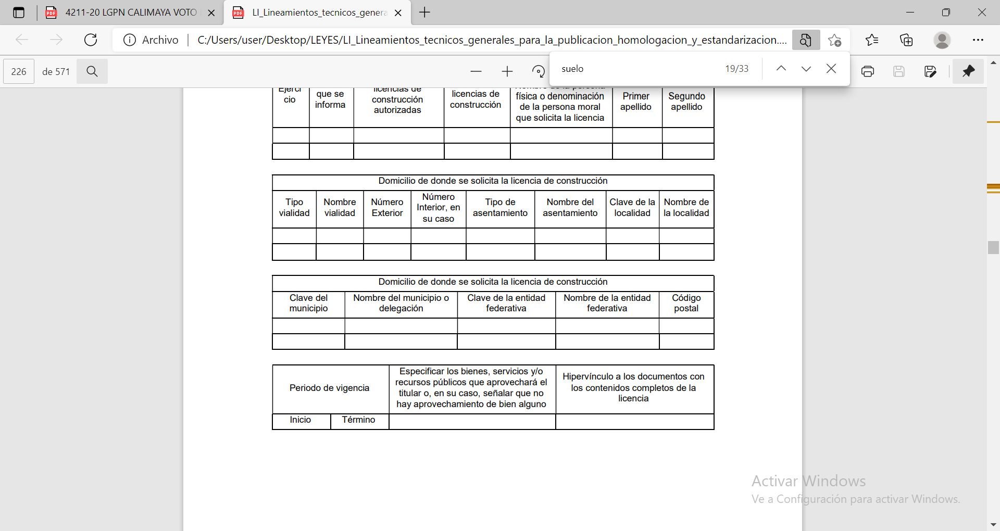 4211-20 LGPN CALIMAYA VOTO
LI_Lineamientos_tecnicos_genera
Archivo
C:/Users/user/Desktop/LEYES/LI_Lineamientos_tecnicos_generales_para_la_publicacion_homologacion_y_estandarizacion....
226 de 571
suelo
19/33
Ejerci
cio
que se
informa
licencias de
construcción
autorizadas
licencias de
construcción
Nombre de la persona
física o denominación
de la persona moral
que solicita la licencia
Primer
apellido
Segundo
apellido
Domicilio de donde se solicita la licencia de construcción
Tipo
vialidad
Nombre
vialidad
Número
Exterior
Número
Interior, en
su caso
Tipo de
asentamiento
Nombre del
asentamiento
Clave de la
localidad
Nombre de
la localidad
Domicilio de donde se solicita la licencia de construcción
Clave del
municipio
Nombre del municipio o
delegación
Clave de la entidad
federativa
Nombre de la entidad
federativa
Código
postal
Periodo de vigencia
Especificar los bienes, servicios y/o
recursos públicos que aprovechará el
titular o, en su caso, señalar que no
hay aprovechamiento de bien alguno
Hipervínculo a los documentos con
los contenidos completos de la
licencia
Inicio
Término
Activar Windows
Ve a Configuración para activar Windows.